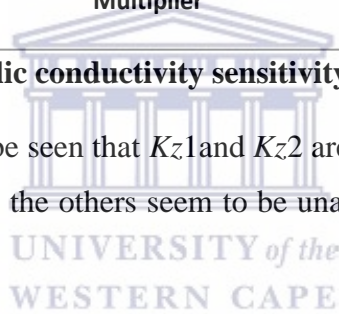 Multiplier
lic conductivity sensitivity
be seen that Kz1and Kz2 are
the others seem to be una
UNIVERSITY of the
WESTERN CAPE